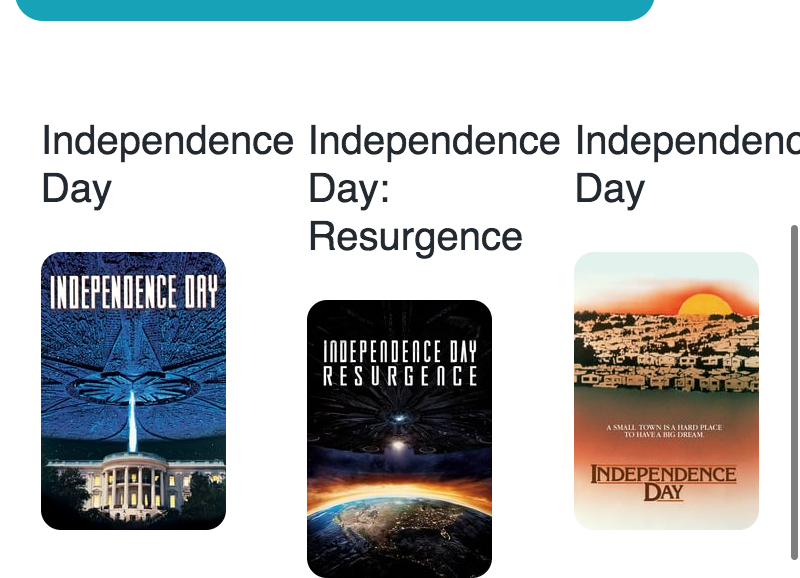 Independence
Day
Independence
Day:
Resurgence
Independenc
Day
INDEPENDENCE DAY
INDEPENDENCE DAY
RESURGENCE
A SMALL TOWN IS A HARD PLACE
TO HAVE A BIG DREAM.
INDEPENDENCE
DAY